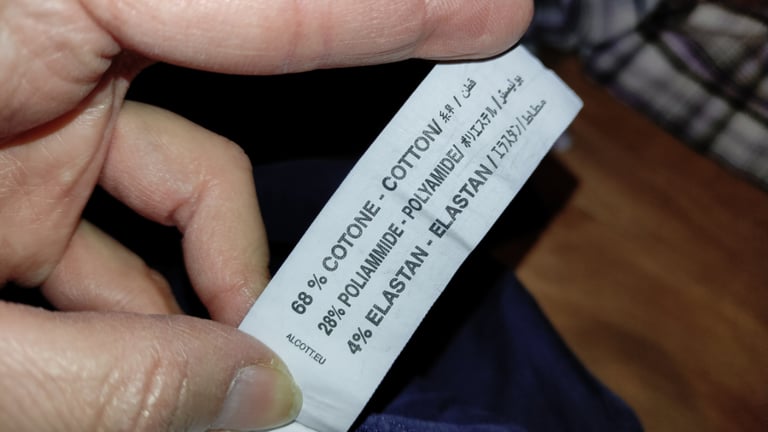 68 % COTONE - COTTON/ 綿 / قطن
28% POLIAMMIDE - POLYAMIDE/ ポリエステル / بوليستر
4% ELASTAN - ELASTAN / エラスタン / مطاط
ALCOTT.EU